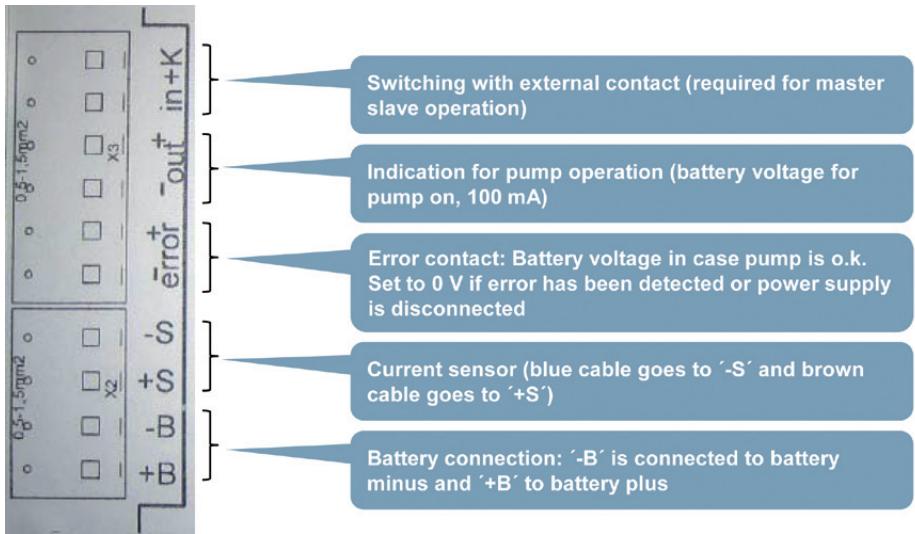 in+K
Switching with external contact (required for master
slave operation)
0,5-1,5mm2
X3
-out+
Indication for pump operation (battery voltage for
pump on, 100 mA)
-error+
Error contact: Battery voltage in case pump is o.k.
Set to 0 V if error has been detected or power supply
is disconnected
0,5-1,5mm2
X2
-S
+S
Current sensor (blue cable goes to ´-S´ and brown
cable goes to ´+S´)
-B
+B
Battery connection: ´-B´ is connected to battery
minus and ´+B´ to battery plus